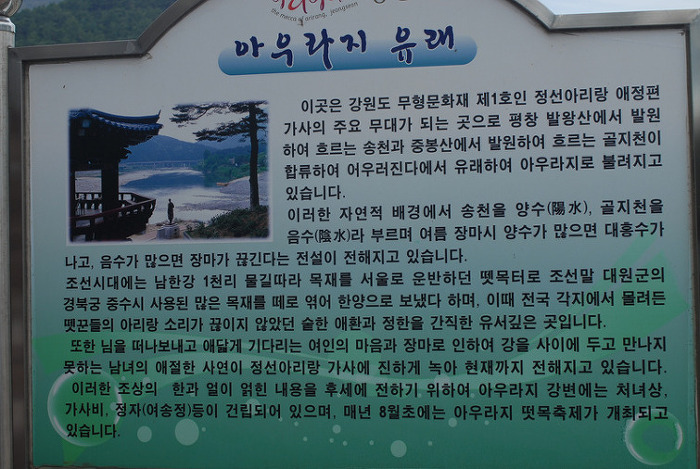 the mecca of arirang, jeongseon
아우라지 유래
이곳은 강원도 무형문화재 제1호인 정선아리랑 애정편
가사의 주요 무대가 되는 곳으로 평창 발왕산에서 발원
하여 흐르는 송천과 중봉산에서 발원하여 흐르는 골지천이
합류하여 어우러진다에서 유래하여 아우라지로 불려지고
있습니다.
이러한 자연적 배경에서 송천을 양수(陽水), 골지천을
음수(陰水)라 부르며 여름 장마시 양수가 많으면 대홍수가
나고, 음수가 많으면 장마가 끊긴다는 전설이 전해지고 있습니다.
조선시대에는 남한강 1천리 물길따라 목재를 서울로 운반하던 뗏목터로 조선말 대원군의
경복궁 중수시 사용된 많은 목재를 떼로 엮어 한양으로 보냈다 하며, 이때 전국 각지에서 몰려든
뗏꾼들의 아리랑 소리가 끊이지 않았던 숱한 애환과 정한을 간직한 유서깊은 곳입니다.
또한 님을 떠나보내고 애닯게 기다리는 여인의 마음과 장마로 인하여 강을 사이에 두고 만나지
못하는 남녀의 애절한 사연이 정선아리랑 가사에 진하게 녹아 현재까지 전해지고 있습니다.
이러한 조상의 한과 얼이 얽힌 내용을 후세에 전하기 위하여 아우라지 강변에는 처녀상,
가사비, 정자(여송정)등이 건립되어 있으며, 매년 8월초에는 아우라지 뗏목축제가 개최되고
있습니다.